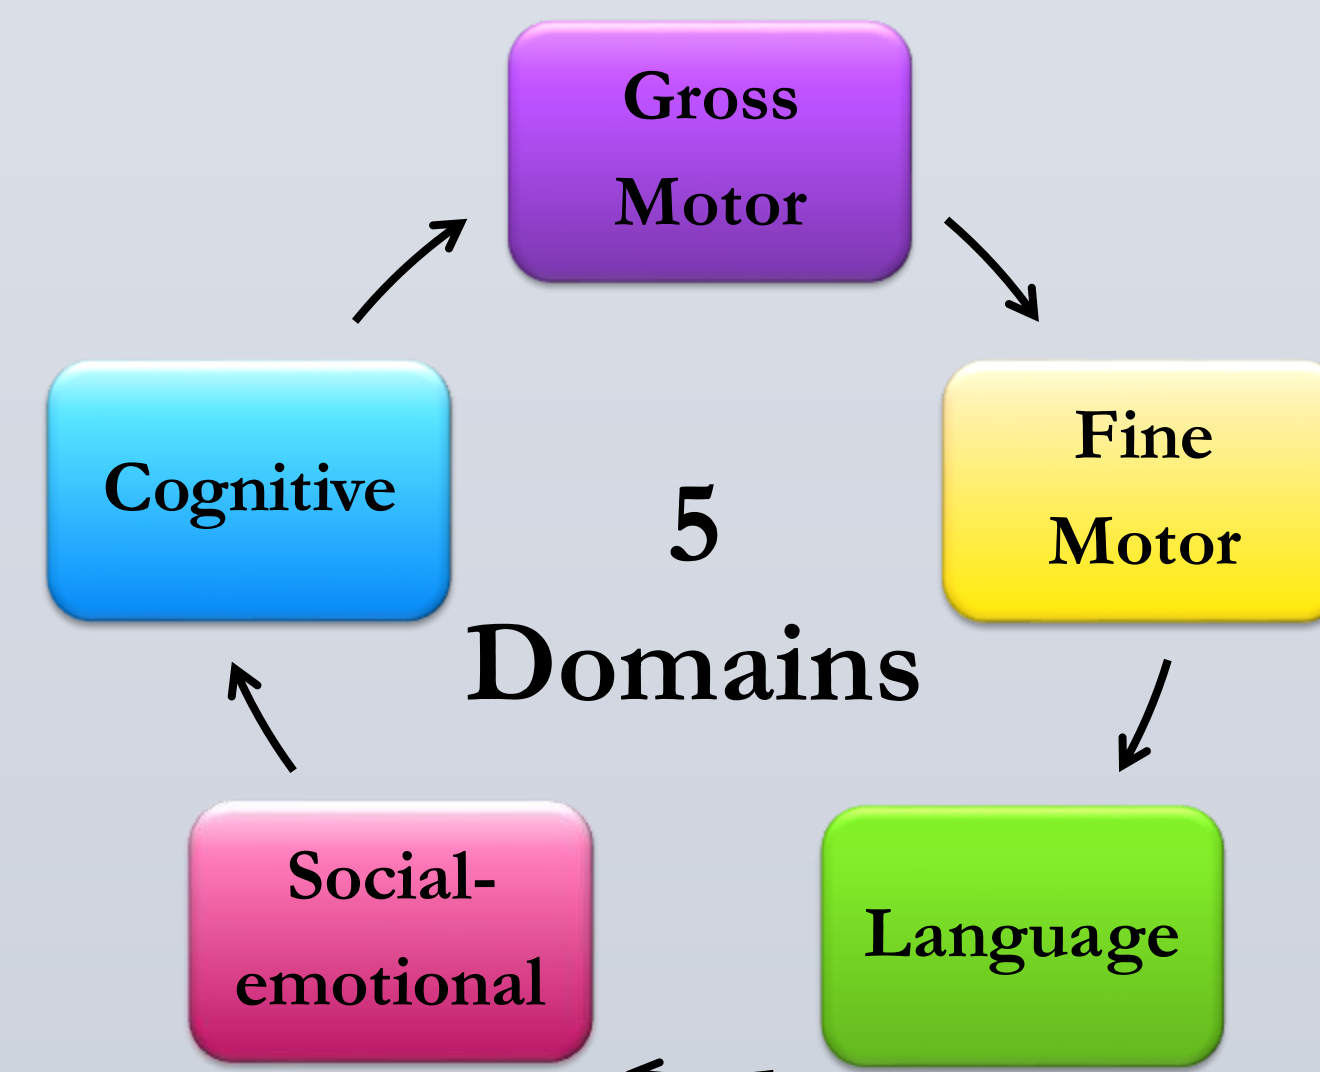 Gross
Motor
Fine
Motor
Language
Social-
emotional
Cognitive
5
Domains